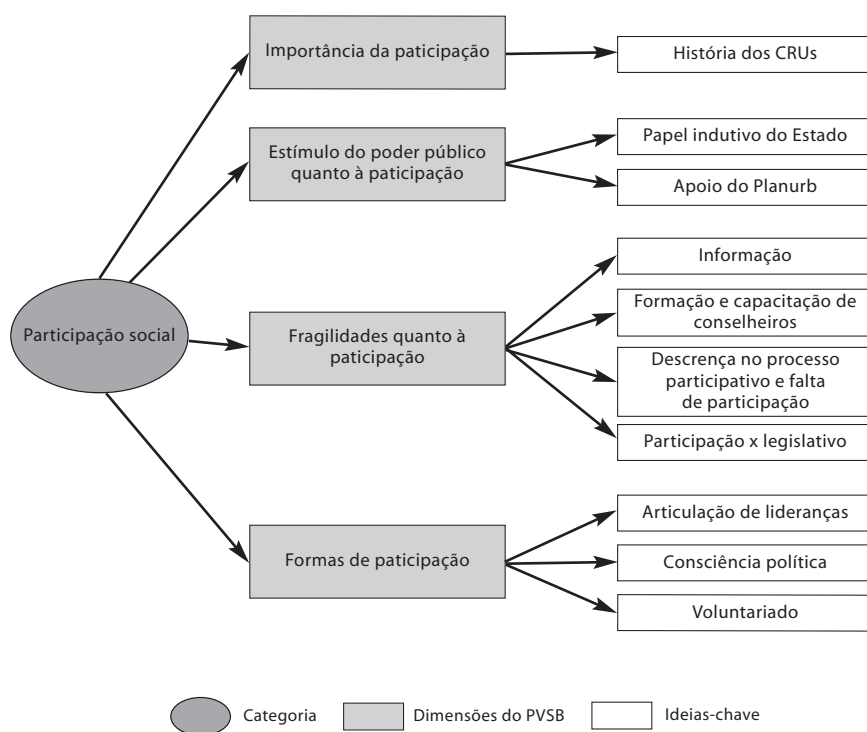 Importância da paticipação
História dos CRUs
Estímulo do poder público
quanto à paticipação
Papel indutivo do Estado
Apoio do Planurb
Participação social
Fragilidades quanto à
paticipação
Informação
Formação e capacitação de
conselheiros
Descrença no processo
participativo e falta
de participação
Participação x legislativo
Formas de paticipação
Articulação de lideranças
Consciência política
Voluntariado
Categoria
Dimensões do PVSB
Ideias-chave